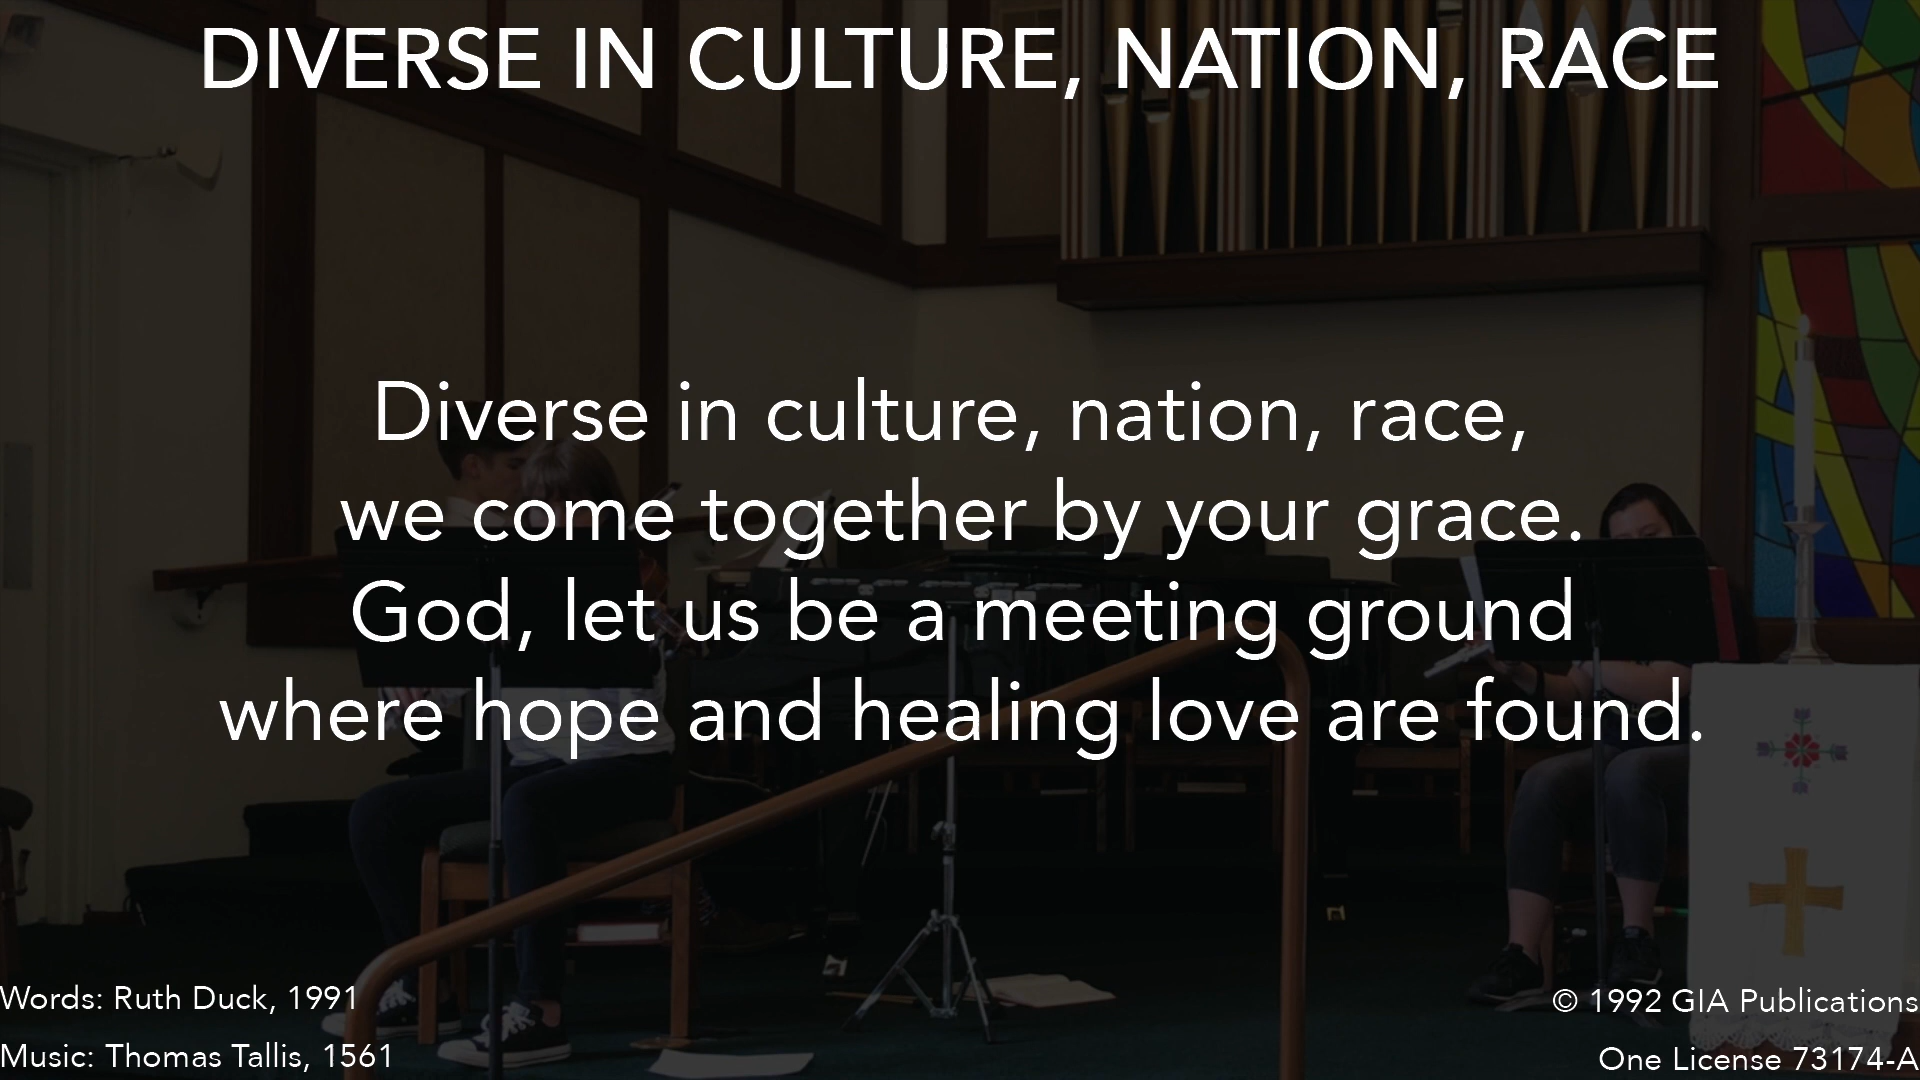 DIVERSE IN CULTURE, NATION, RACE
Diverse in culture, nation, race,
we come together by your grace.
God, let us be a meeting ground
where hope and healing love are found.
Words: Ruth Duck, 1991
Music: Thomas Tallis, 1561
© 1992 GIA Publications
One License 73174-A